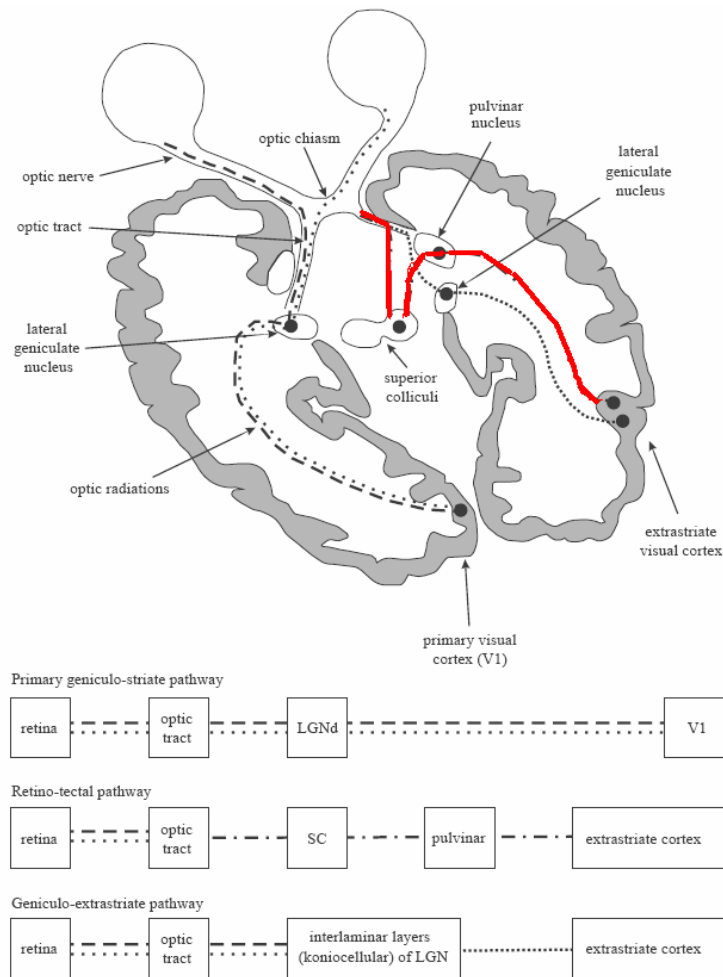 pulvinar
nucleus
optic chiasm
lateral
geniculate
nucleus
optic nerve
optic tract
lateral
geniculate
nucleus
superior
colliculi
optic radiations
extrastriate
visual cortex
primary visual
cortex (V1)
Primary geniculo-striate pathway
retina
optic
tract
LGNd
V1
Retino-tectal pathway
retina
optic
tract
SC
pulvinar
extrastriate cortex
Geniculo-extrastriate pathway
retina
optic
tract
interlaminar layers
(koniocellular) of LGN
extrastriate cortex